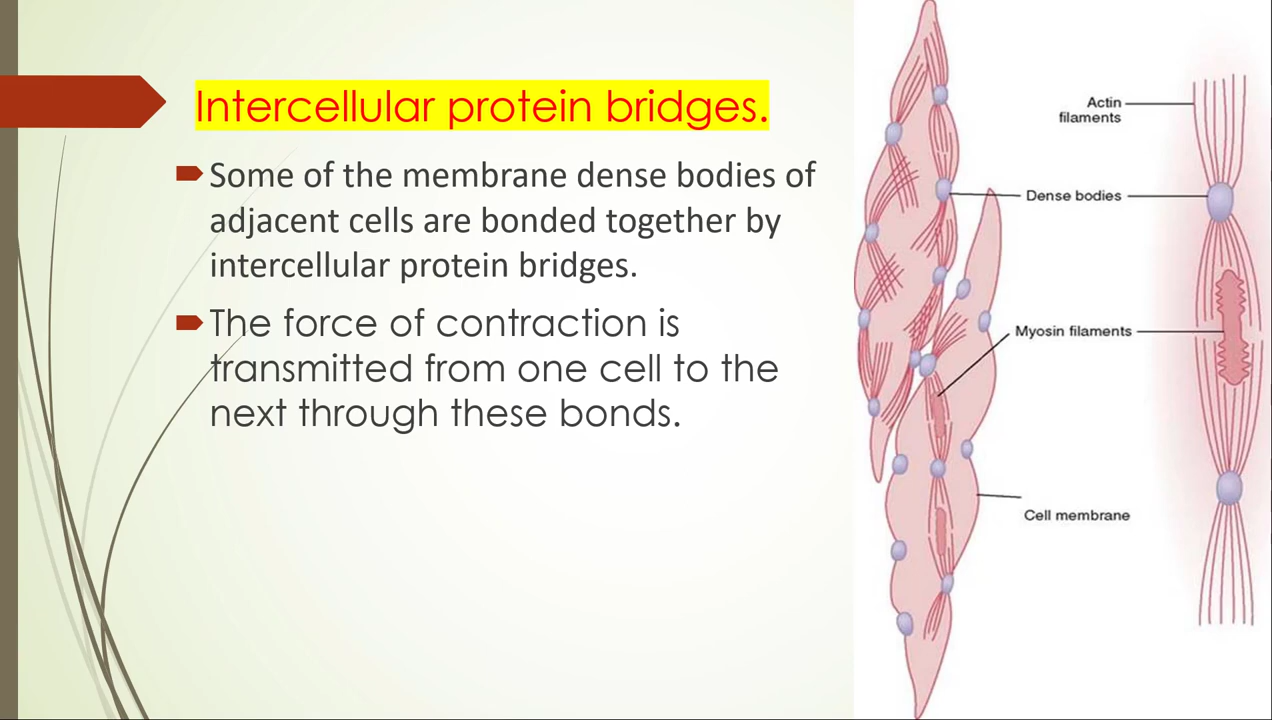 Intercellular protein bridges.
Some of the membrane dense bodies of
adjacent cells are bonded together by
intercellular protein bridges.
The force of contraction is
transmitted from one cell to the
next through these bonds.
Actin
filaments
Dense bodies
Myosin filaments
Cell membrane